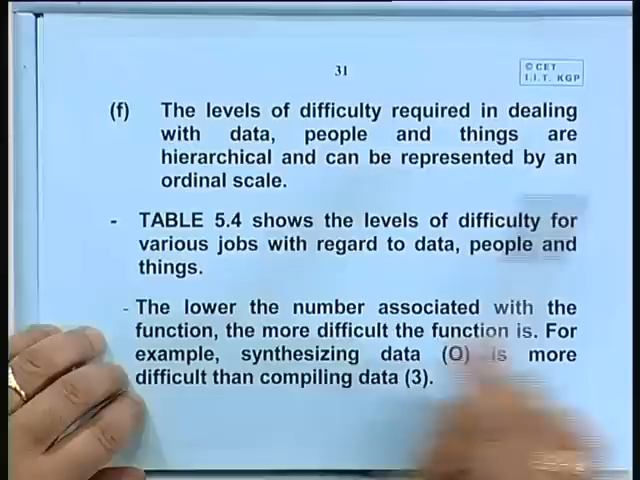 31
© CET
I.I.T. KGP
(f) The levels of difficulty required in dealing
with data, people and things are
hierarchical and can be represented by an
ordinal scale.
- TABLE 5.4 shows the levels of difficulty for
various jobs with regard to data, people and
things.
- The lower the number associated with the
function, the more difficult the function is. For
example, synthesizing data (O) is more
difficult than compiling data (3).